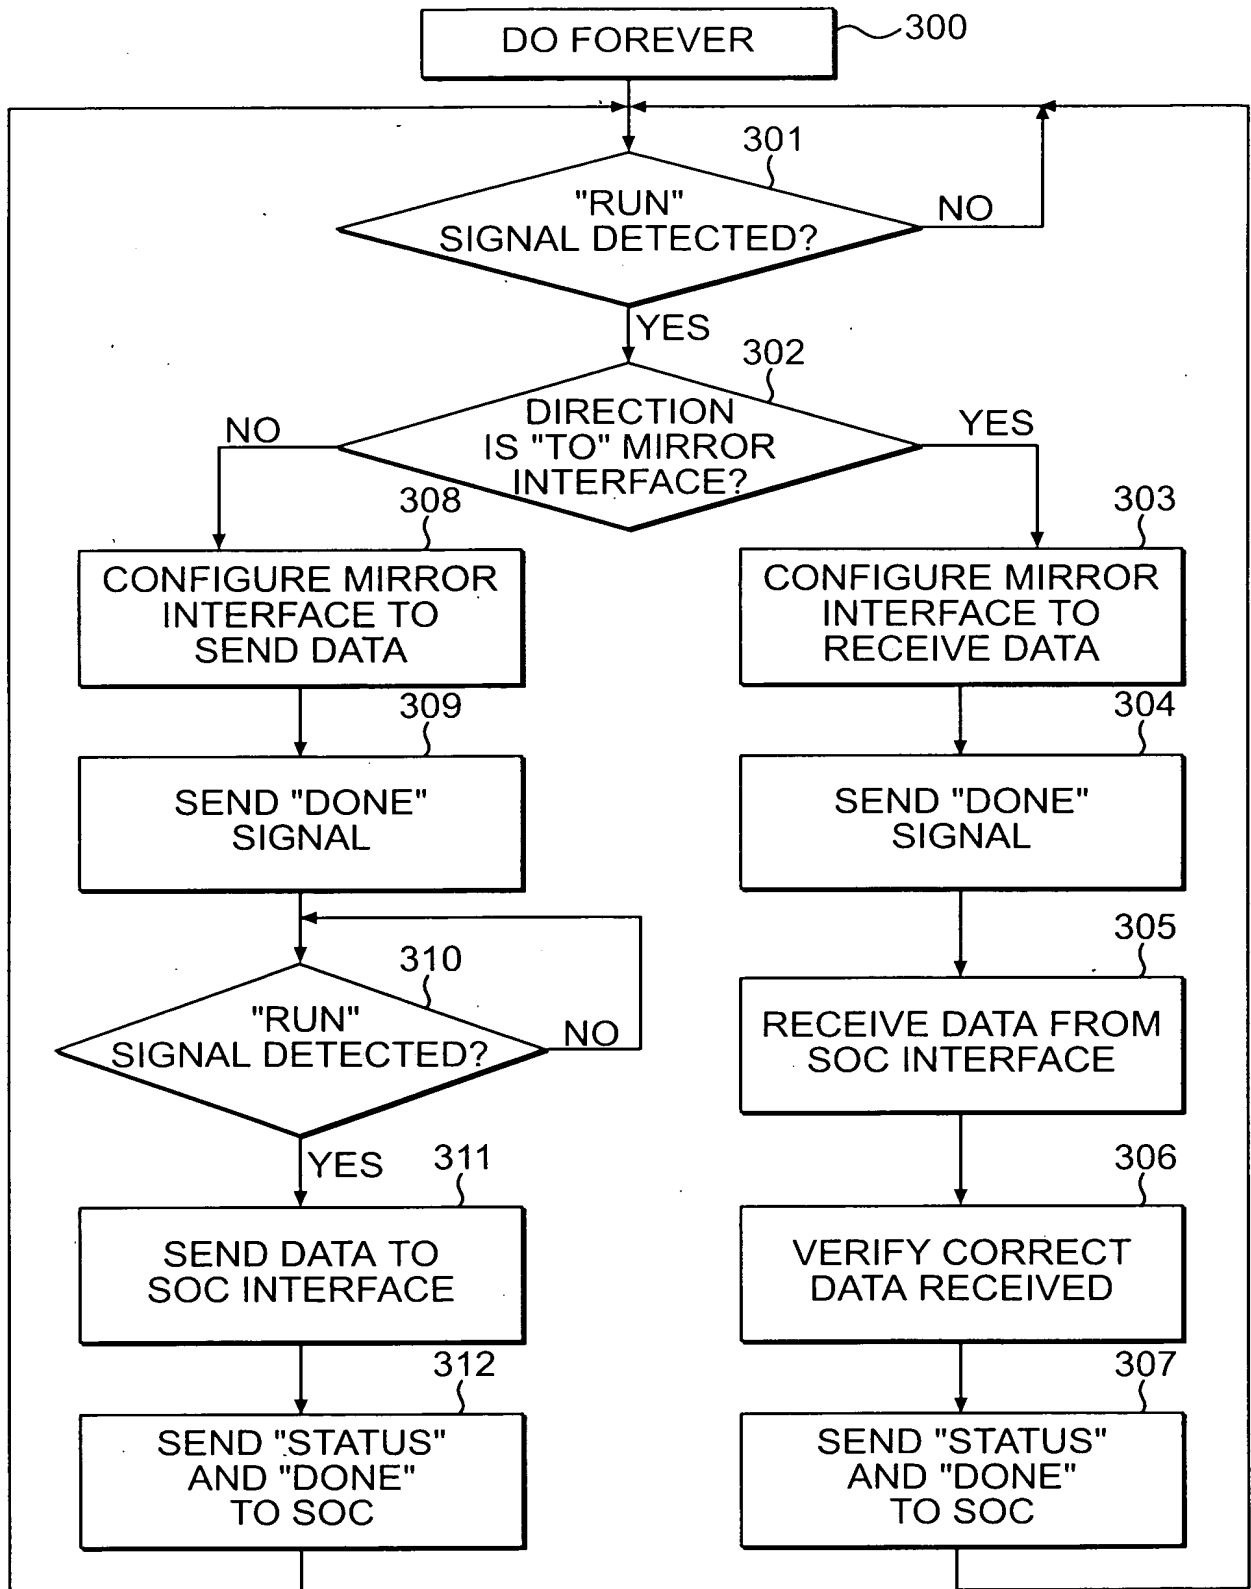 DO FOREVER
300
301
"RUN"
SIGNAL DETECTED?
NO
YES
302
DIRECTION
IS "TO" MIRROR
INTERFACE?
NO
YES
308
CONFIGURE MIRROR
INTERFACE TO
SEND DATA
303
CONFIGURE MIRROR
INTERFACE TO
RECEIVE DATA
309
SEND "DONE"
SIGNAL
304
SEND "DONE"
SIGNAL
310
"RUN"
SIGNAL DETECTED?
NO
YES
305
RECEIVE DATA FROM
SOC INTERFACE
311
SEND DATA TO
SOC INTERFACE
306
VERIFY CORRECT
DATA RECEIVED
312
SEND "STATUS"
AND "DONE"
TO SOC
307
SEND "STATUS"
AND "DONE"
TO SOC